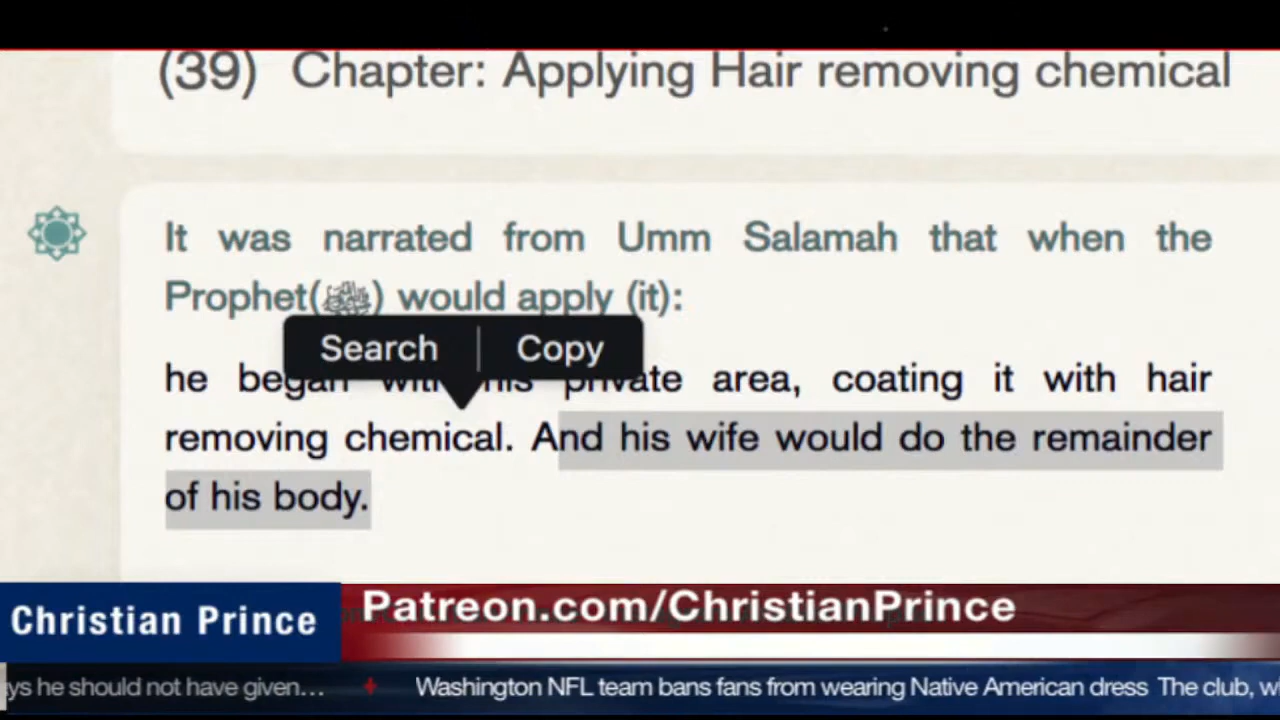 (39) Chapter: Applying Hair removing chemical
It was narrated from Umm Salamah that when the
Prophet(ﷺ) would apply (it):
Search | Copy
he began with his private area, coating it with hair
removing chemical. And his wife would do the remainder
of his body.
Christian Prince
Patreon.com/ChristianPrince
ys he should not have given... Washington NFL team bans fans from wearing Native American dress The club, w